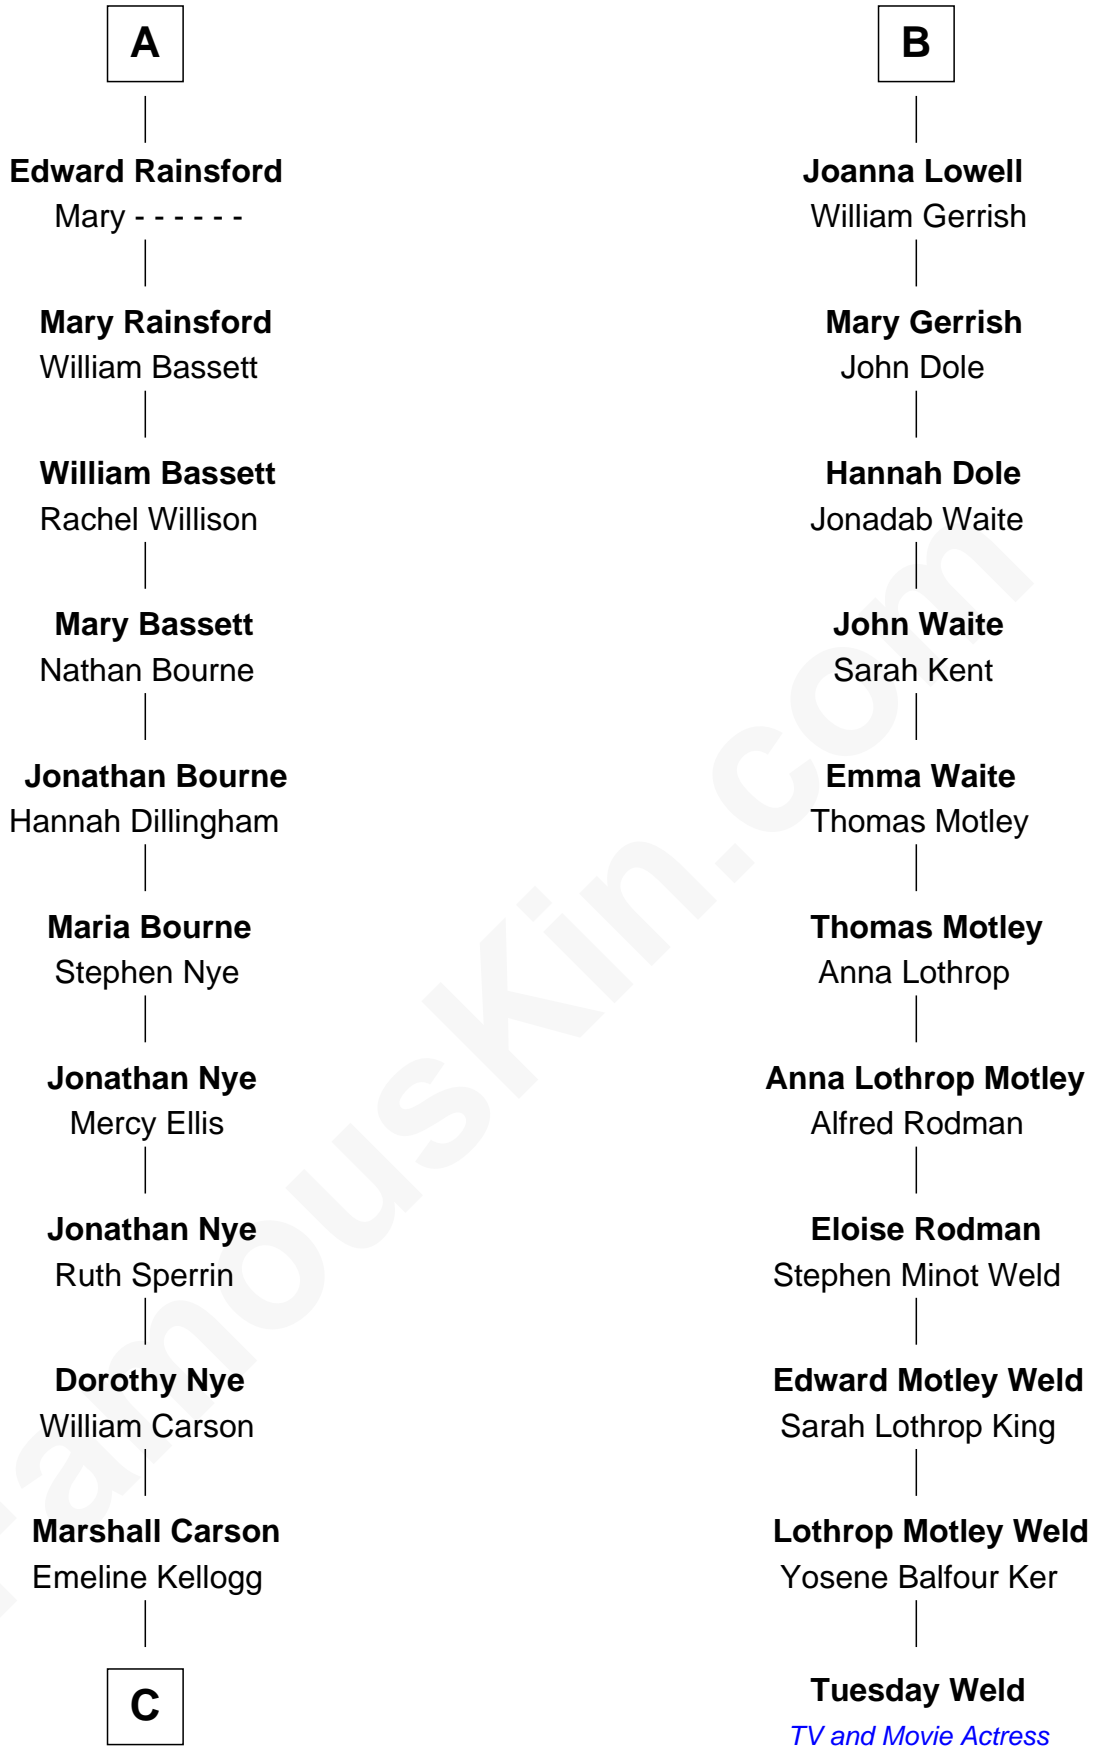 A
Edward Rainsford
Mary - - - - - -
Mary Rainsford
William Bassett
William Bassett
Rachel Willison
Mary Bassett
Nathan Bourne
Jonathan Bourne
Hannah Dillingham
Maria Bourne
Stephen Nye
Jonathan Nye
Mercy Ellis
Jonathan Nye
Ruth Sperrin
Dorothy Nye
William Carson
Marshall Carson
Emeline Kellogg
C
B
Joanna Lowell
William Gerrish
Mary Gerrish
John Dole
Hannah Dole
Jonadab Waite
John Waite
Sarah Kent
Emma Waite
Thomas Motley
Thomas Motley
Anna Lothrop
Anna Lothrop Motley
Alfred Rodman
Eloise Rodman
Stephen Minot Weld
Edward Motley Weld
Sarah Lothrop King
Lothrop Motley Weld
Yosene Balfour Ker
Tuesday Weld
TV and Movie Actress
FamousKin.com